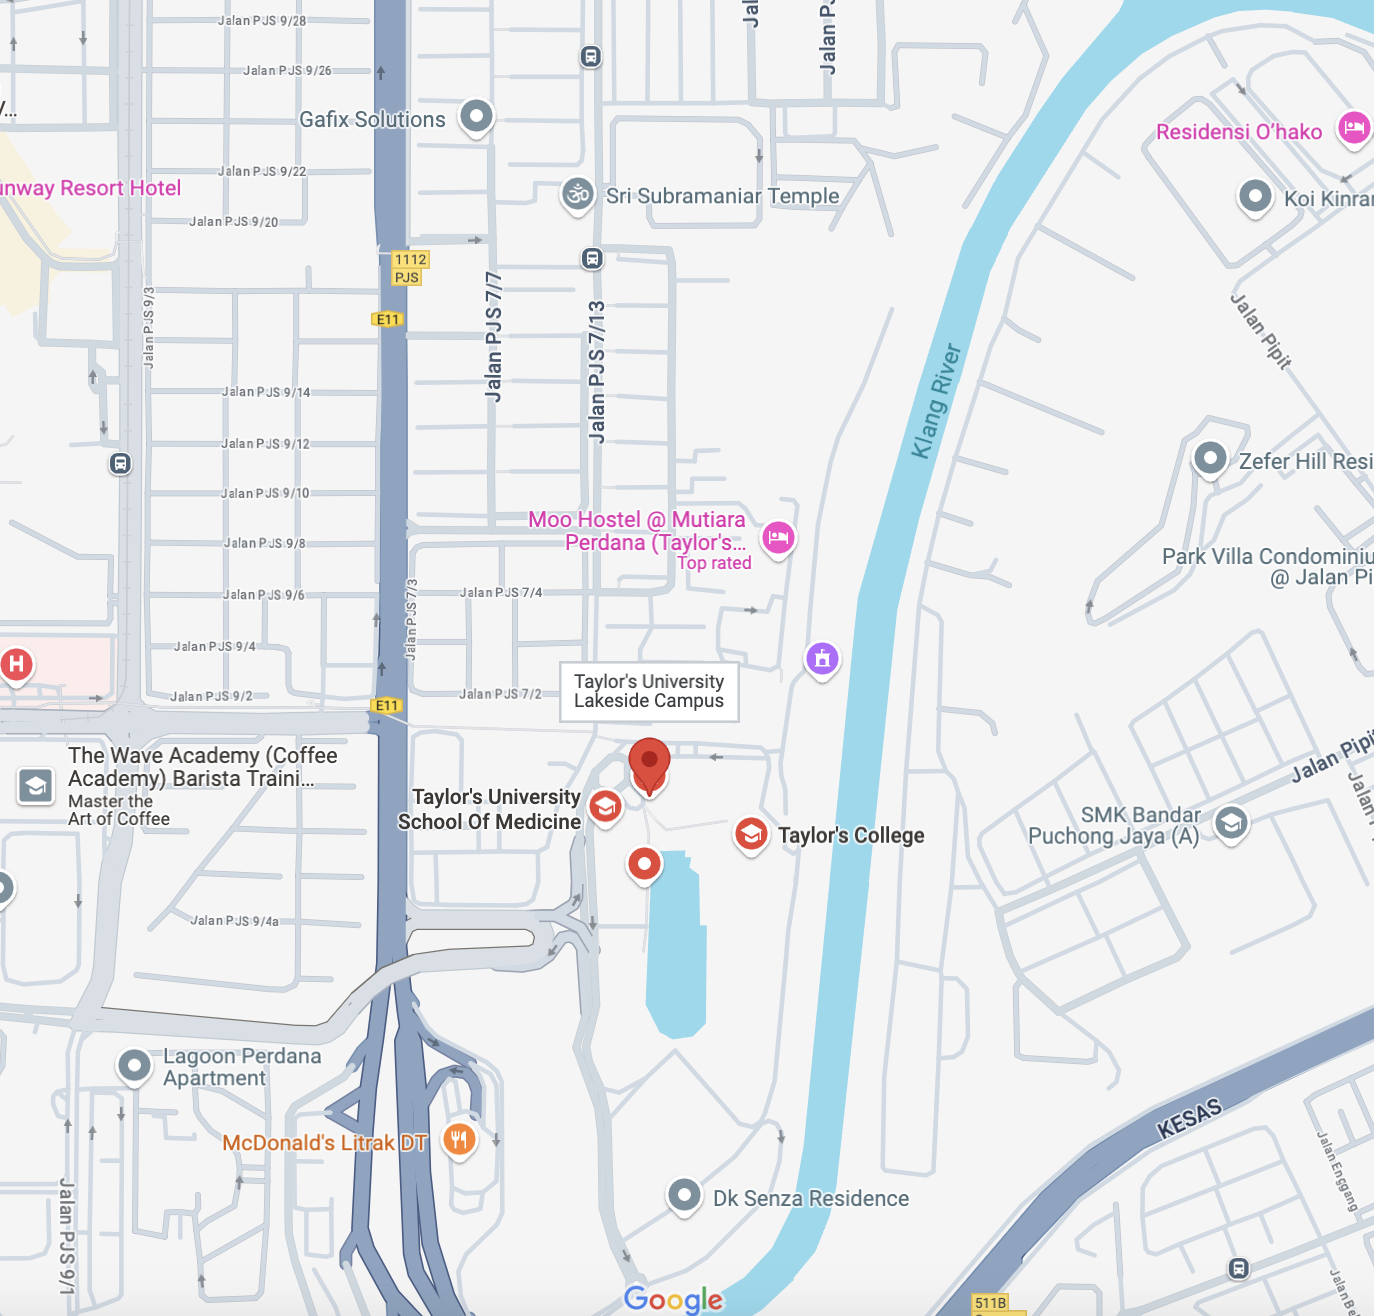 Jalan PJS 9/28
Jalan PJS 9/26
Gafix Solutions
Residensi O'hako
Jalan PJS 9/22
Sri Subramaniar Temple
Resort Hotel
Jalan PJS 9/20
1112
PJS
E11
Jalan PJS 9/3
Jalan PJS 7/7
Jalan PJS 7/13
Klang River
Jalan Pipit
Jalan PJS 9/14
Jalan PJS 9/12
Zefer Hill
Jalan PJS 9/10
Moo Hostel @ Mutiara
Perdana (Taylor's...
Top rated
Jalan PJS 9/8
Park Villa
@ Jalan
Jalan PJS 9/6
Jalan PJS 7/3
Jalan PJS 7/4
H
Jalan PJS 9/4
Jalan PJS 9/2
Jalan PJS 7/2
E11
Taylor's University
Lakeside Campus
The Wave Academy (Coffee
Academy) Barista Traini...
Master the
Art of Coffee
Taylor's University
School Of Medicine
Taylor's College
Jalan Pipit
SMK Bandar
Puchong Jaya (A)
Jalan PJS 9/4a
Lagoon Perdana
Apartment
McDonald's Litrak DT
KESAS
Jalan Enggang
Dk Senza Residence
Jalan PJS 9/1
Google
511B